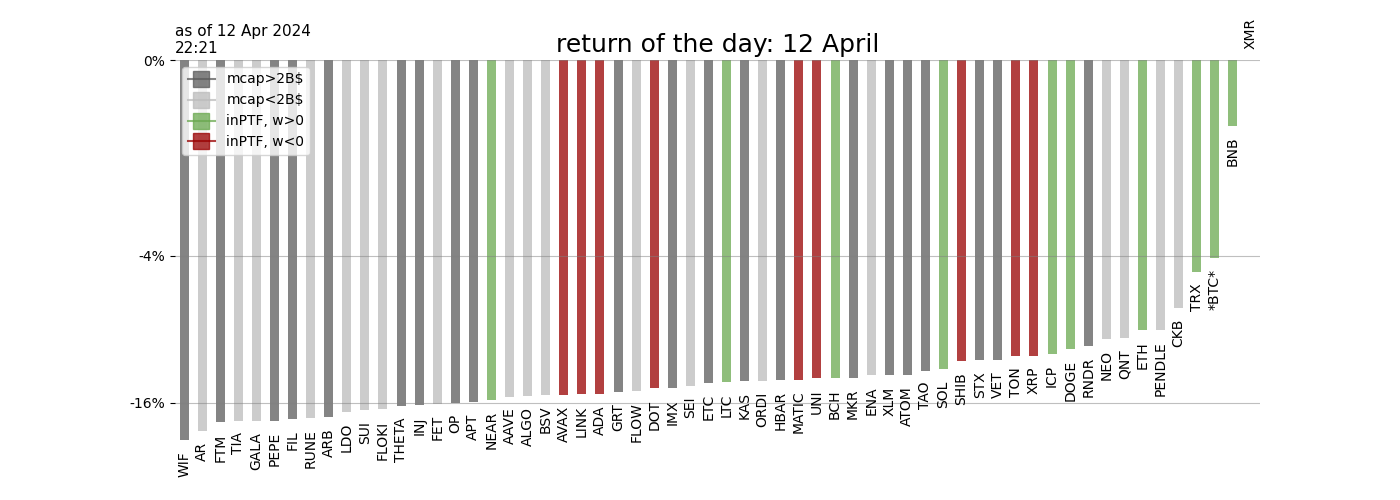 as of 12 Apr 2024
22:21
return of the day: 12 April
XMR
0%
mcap>2B$
mcap<2B$
inPTF, w>0
inPTF, w<0
BNB
-4%
TRX
*BTC*
CKB
-16%
WIF
AR
FTM
TIA
GALA
PEPE
FIL
RUNE
ARB
LDO
SUI
FLOKI
THETA
INJ
FET
OP
APT
NEAR
AAVE
ALGO
BSV
AVAX
LINK
ADA
GRT
FLOW
DOT
IMX
SEI
ETC
LTC
KAS
ORDI
HBAR
MATIC
UNI
BCH
MKR
ENA
XLM
ATOM
TAO
SOL
SHIB
STX
VET
TON
XRP
ICP
DOGE
RNDR
NEO
QNT
ETH
PENDLE